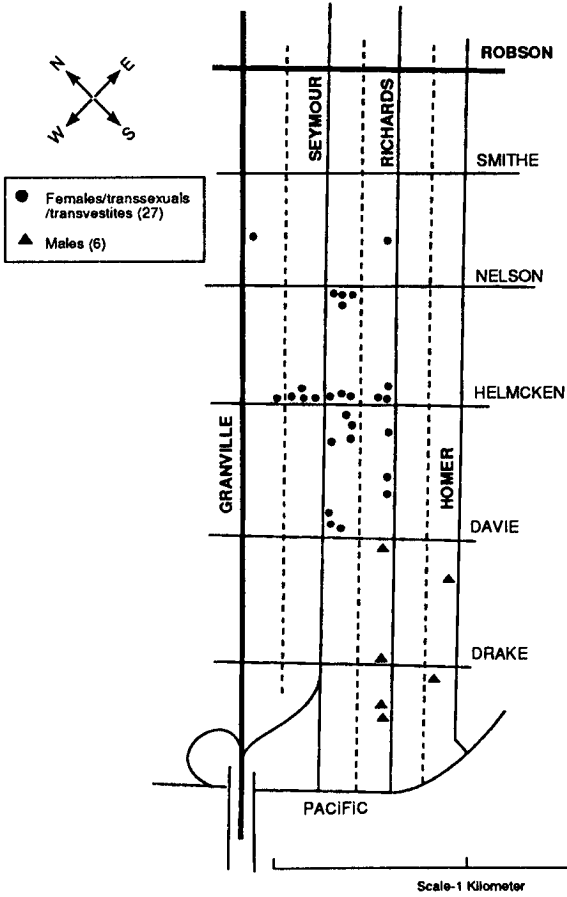 ROBSON
N
E
W
S
SEYMOUR
RICHARDS
SMITHE
Females/transsexuals
/transvestites (27)
Males (6)
NELSON
HELMCKEN
GRANVILLE
HOMER
DAVIE
DRAKE
PACiFiC
Scale-1 Kilometer